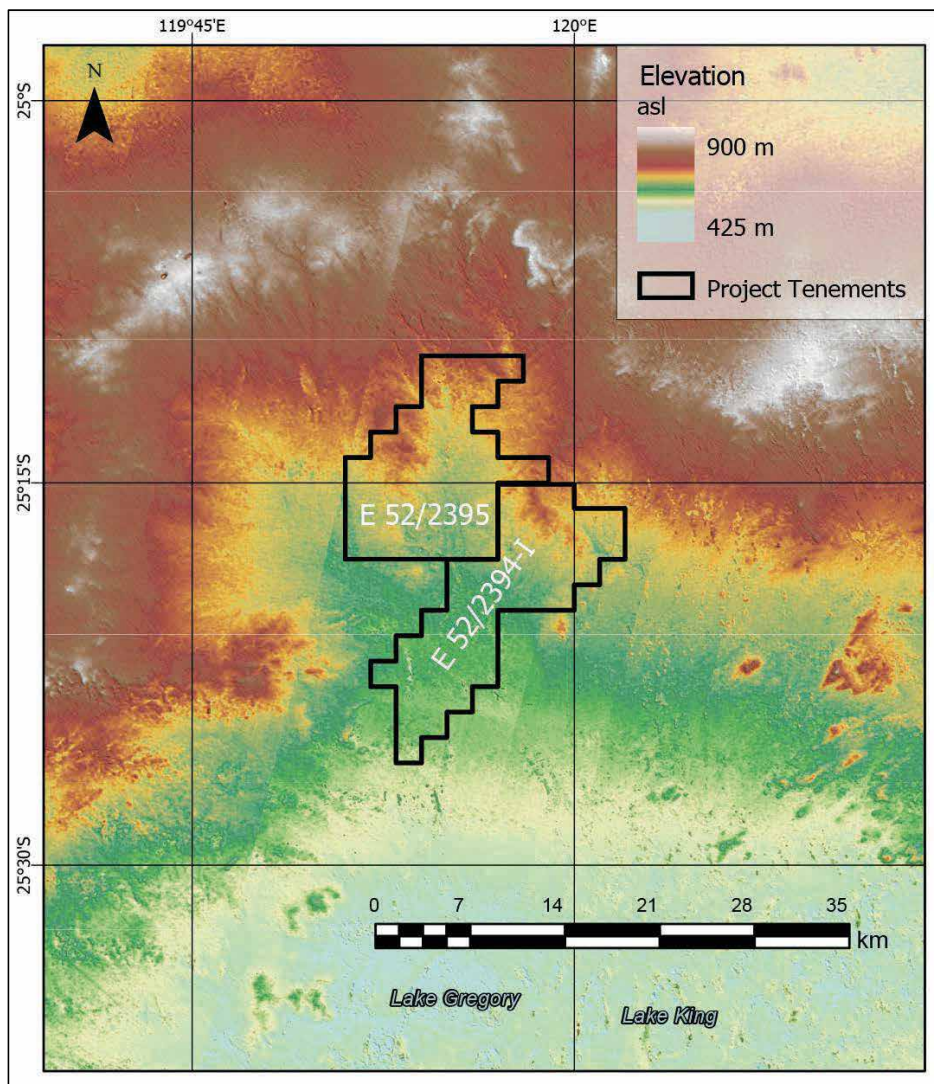 119°45'E
120°E
N
25°S
25°15'S
25°30'S
Elevation
asl
900 m
425 m
Project Tenements
E 52/2395
E 52/2394-I
0 7 14 21 28 35
km
Lake Gregory
Lake King